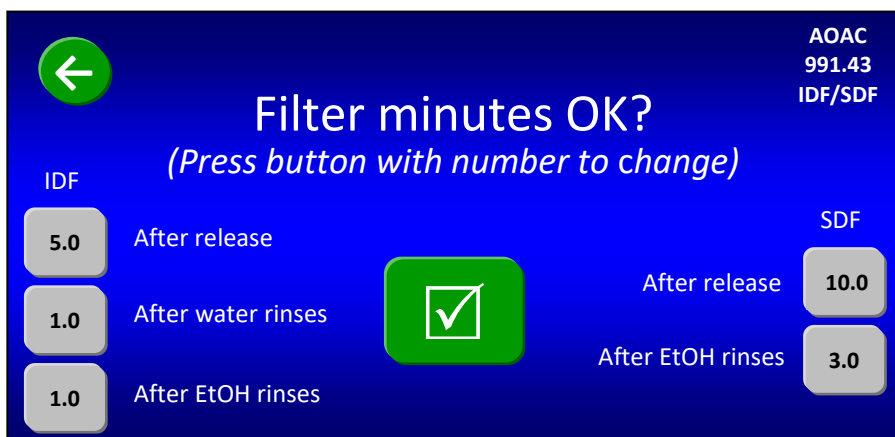 AOAC
991.43
IDF/SDF
Filter minutes OK?
(Press button with number to change)
IDF
5.0 After release
1.0 After water rinses
1.0 After EtOH rinses
SDF
After release 10.0
After EtOH rinses 3.0